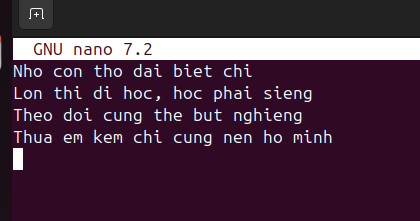 GNU nano 7.2
Nho con tho dai biet chi
Lon thi di hoc, hoc phai sieng
Theo doi cung the but nghieng
Thua em kem chi cung nen ho minh